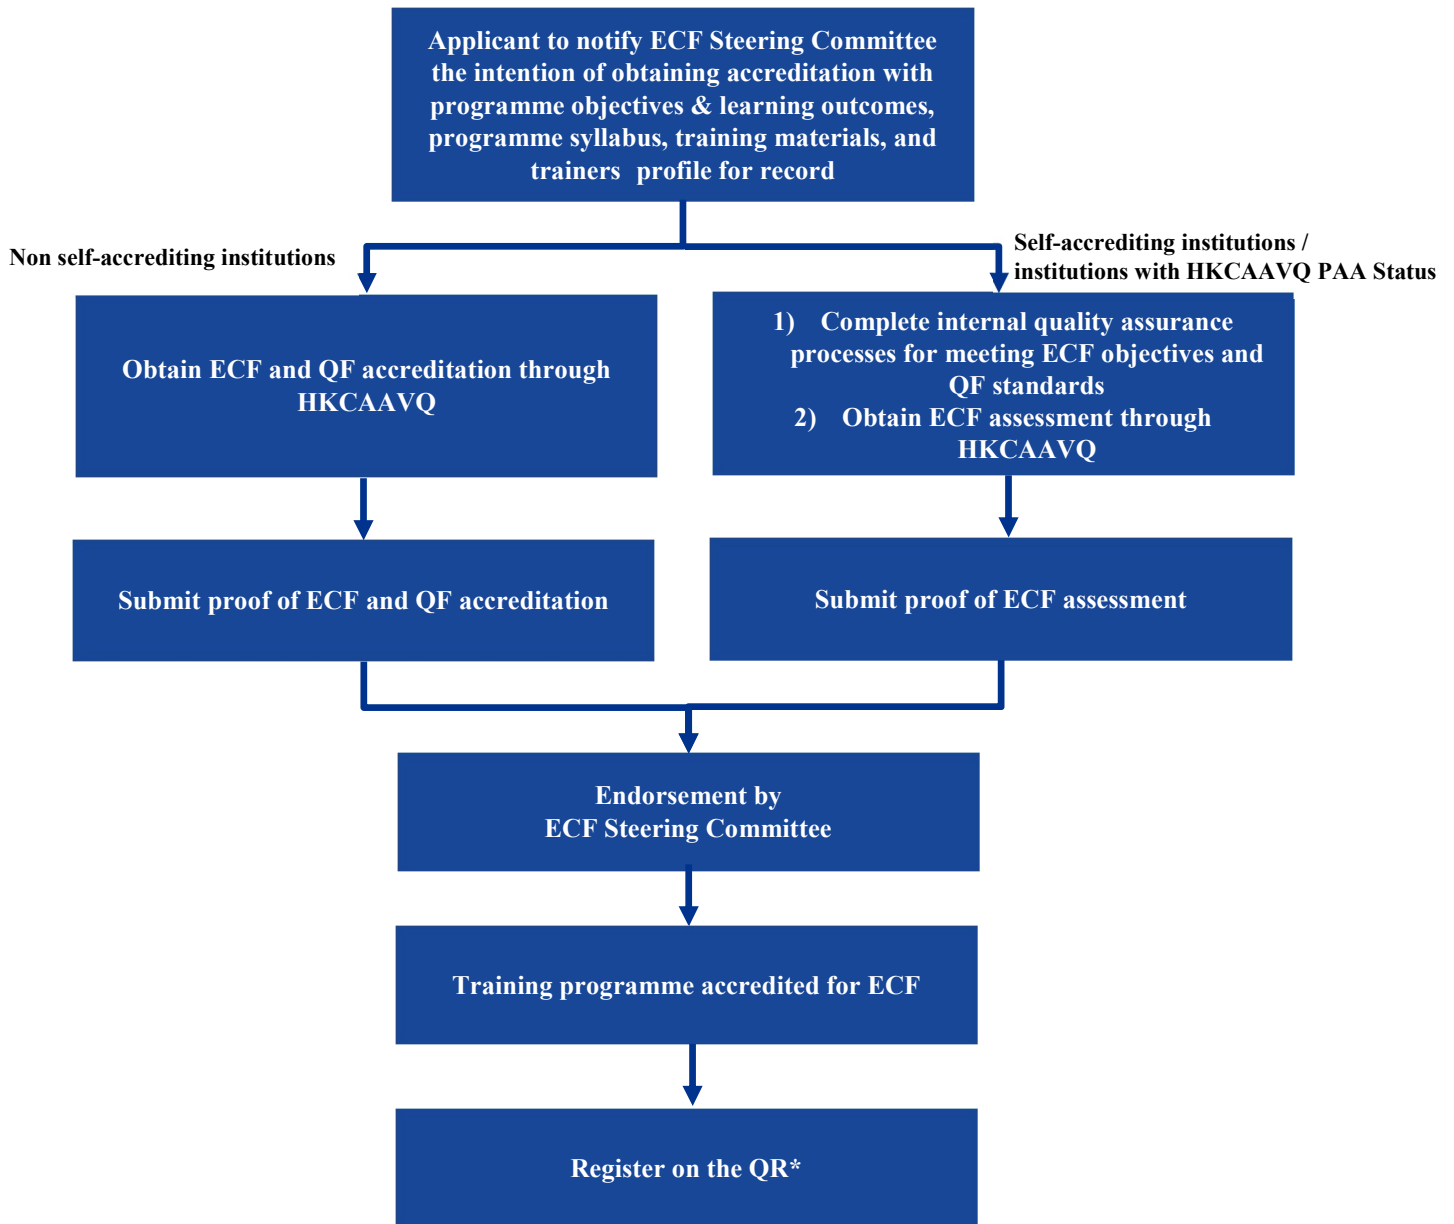 Applicant to notify ECF Steering Committee
the intention of obtaining accreditation with
programme objectives & learning outcomes,
programme syllabus, training materials, and
trainers profile for record
Non self-accrediting institutions
Self-accrediting institutions /
institutions with HKCAAVQ PAA Status
Obtain ECF and QF accreditation through
HKCAAVQ
1) Complete internal quality assurance
processes for meeting ECF objectives and
QF standards
2) Obtain ECF assessment through
HKCAAVQ
Submit proof of ECF and QF accreditation
Submit proof of ECF assessment
Endorsement by
ECF Steering Committee
Training programme accredited for ECF
Register on the QR*